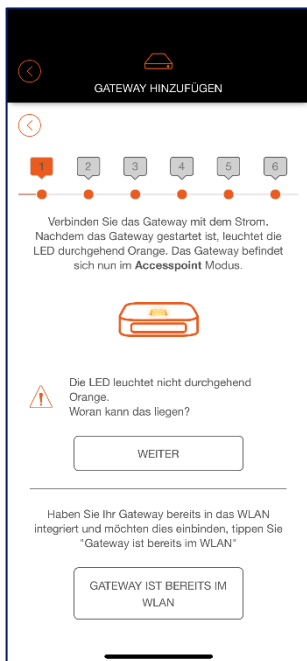 GATEWAY HINZUFÜGEN
1 2 3 4 5 6
Verbinden Sie das Gateway mit dem Strom.
Nachdem das Gateway gestartet ist, leuchtet die
LED durchgehend Orange. Das Gateway befindet
sich nun im Accesspoint Modus.
Die LED leuchtet nicht durchgehend
Orange.
Woran kann das liegen?
WEITER
Haben Sie Ihr Gateway bereits in das WLAN
integriert und möchten dies einbinden, tippen Sie
"Gateway ist bereits im WLAN"
GATEWAY IST BEREITS IM
WLAN